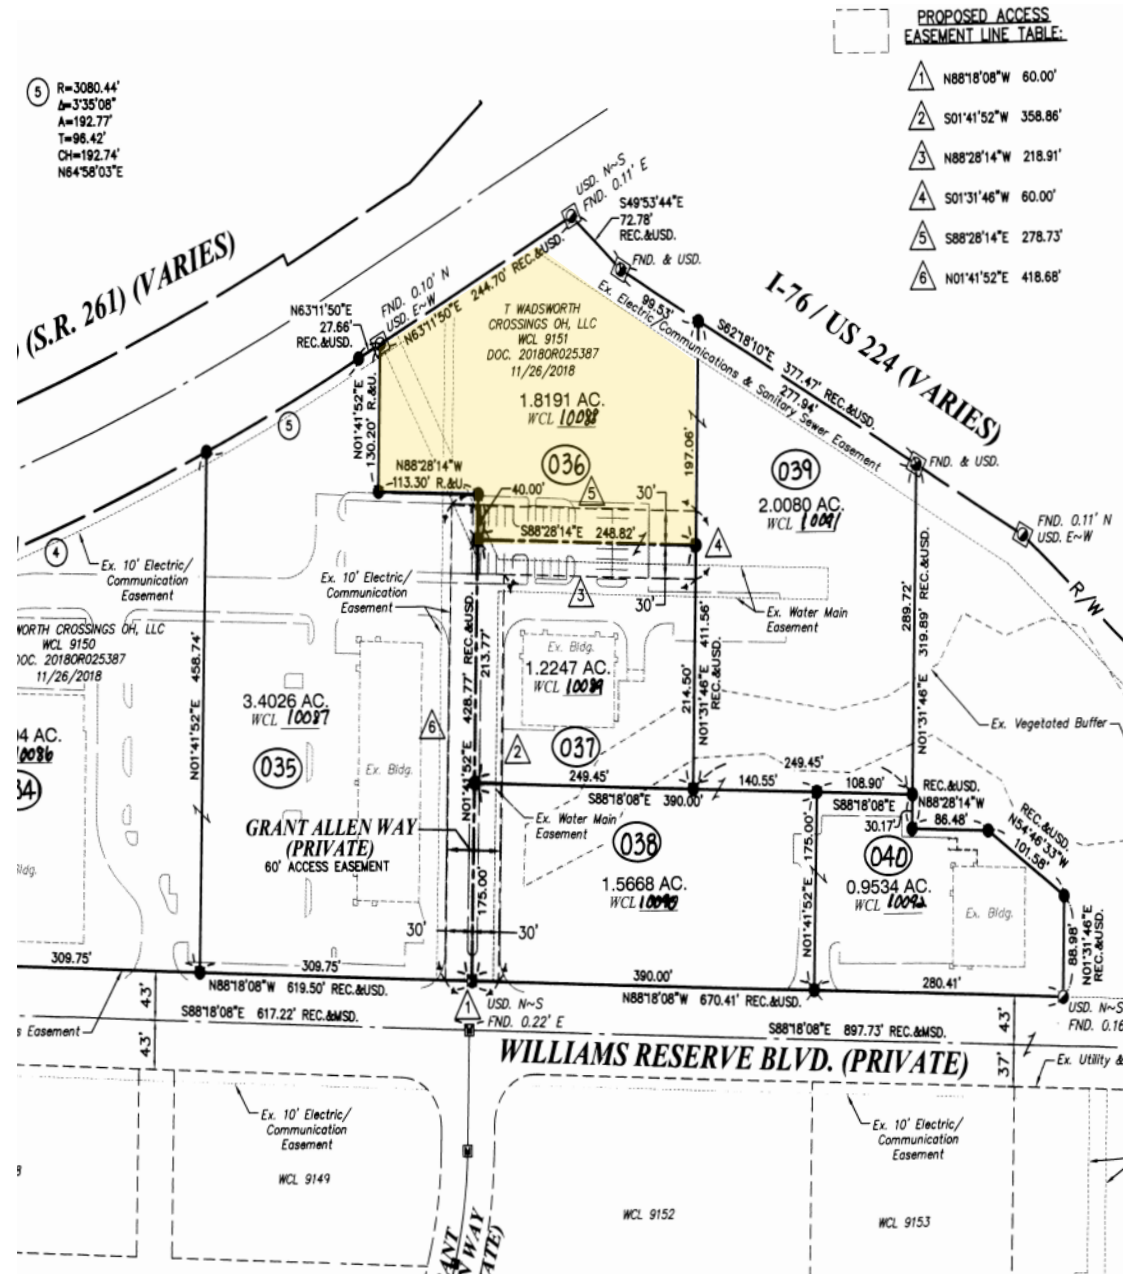 PROPOSED ACCESS
EASEMENT LINE TABLE:
1 N88°18'08"W 60.00'
2 S01°41'52"W 358.86'
3 N88°28'14"W 218.91'
4 S01°31'46"W 60.00'
5 S88°28'14"E 278.73'
6 N01°41'52"E 418.68'
5 R=3080.44'
Δ=3°35'08"
A=192.77'
T=96.42'
CH=192.74'
N64°58'03"E
(S.R. 261) (VARIES)
I-76 / US 224 (VARIES)
USD. N~S
FND. 0.11' E
S49°53'44"E
72.78'
REC.&USD.
FND. & USD.
99.53'
Ex. Electric/Communications & Sanitary Sewer Easement
S62°18'10"E 377.47' REC.&USD.
277.94'
FND. & USD.
FND. 0.11' N
USD. E~W
R/W
FND. 0.10' N
USD. E~W
N63°11'50"E 244.70' REC.&USD.
N63°11'50"E
27.66'
REC.&USD.
5
4
T WADSWORTH
CROSSINGS OH, LLC
WCL 9151
DOC. 2018OR025387
11/26/2018
1.8191 AC.
WCL 10088
036
N01°41'52"E
130.20' R.&U.
N88°28'14"W
113.30' R.&U.
40.00'
5
30'
S88°28'14"E 248.82'
197.06'
4
039
2.0080 AC.
WCL 10091
Ex. 10' Electric/
Communication
Easement
Ex. 10' Electric/
Communication
Easement
3
30'
Ex. Water Main
Easement
289.72'
N01°31'46"E 319.89' REC.&USD.
WORTH CROSSINGS OH, LLC
WCL 9150
DOC. 2018OR025387
11/26/2018
N01°41'52"E 458.74'
3.4026 AC.
WCL 10087
035
Ex. Bldg.
6
N01°41'52"E 428.77' REC.&USD.
213.77'
Ex. Bldg.
1.2247 AC.
WCL 10089
037
2
214.50'
N01°31'46"E 411.56'
REC.&USD.
Ex. Vegetated Buffer
4 AC.
10086
249.45'
S88°18'08"E 390.00'
249.45'
140.55'
108.90'
S88°18'08"E
REC.&USD.
N88°28'14"W
86.48'
30.17'
REC.&USD.
N54°46'33"W
101.58'
GRANT ALLEN WAY
(PRIVATE)
60' ACCESS EASEMENT
Ex. Water Main
Easement
038
1.5668 AC.
WCL 10090
N01°41'52"E 175.00'
040
0.9534 AC.
WCL 10092
Ex. Bldg.
N01°31'46"E
88.98'
REC.&USD.
175.00'
30'
30'
309.75'
309.75'
N88°18'08"W 619.50' REC.&USD.
390.00'
N88°18'08"W 670.41' REC.&USD.
280.41'
1
USD. N~S
FND. 0.22' E
USD. N~S
FND. 0.16
s Easement
43'
43'
S88°18'08"E 617.22' REC.&MSD.
S88°18'08"E 897.73' REC.&MSD.
43'
37'
WILLIAMS RESERVE BLVD. (PRIVATE)
Ex. Utility &
Ex. 10' Electric/
Communication
Easement
Ex. 10' Electric/
Communication
Easement
WCL 9149
WCL 9152
WCL 9153